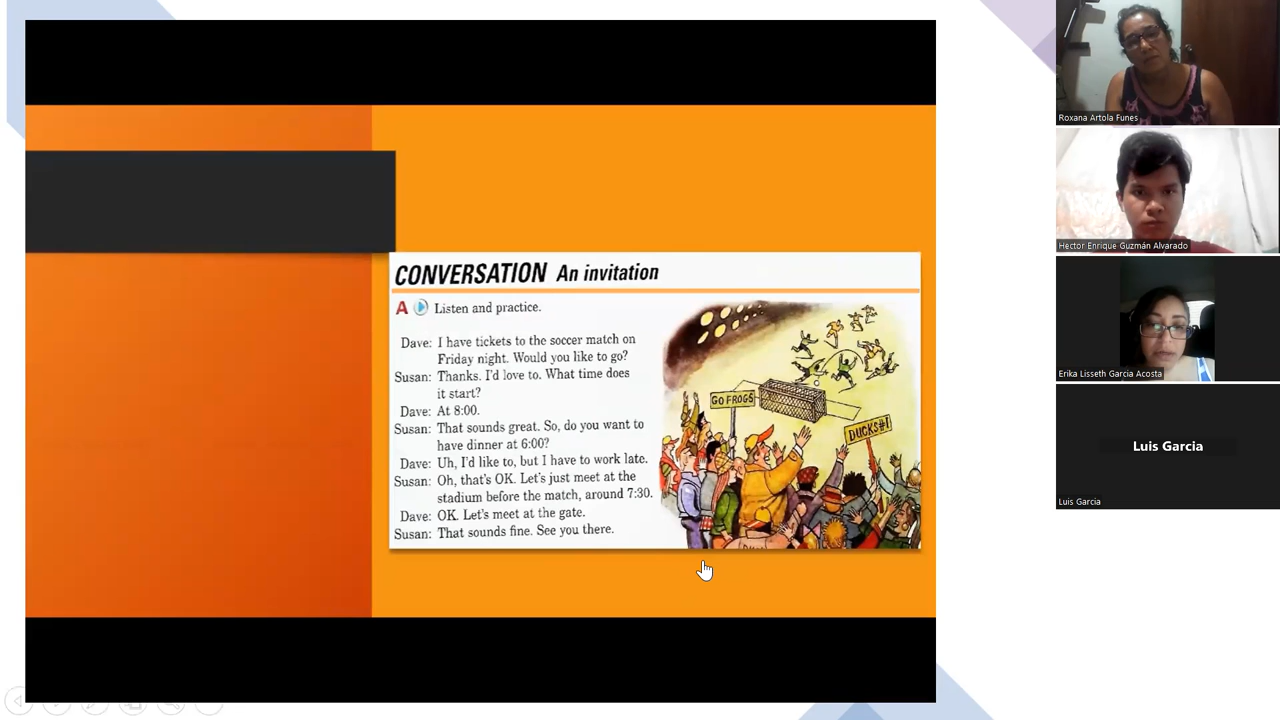 CONVERSATION An invitation
A Listen and practice.
Dave: I have tickets to the soccer match on
Friday night. Would you like to go?
Susan: Thanks. I'd love to. What time does
it start?
Dave: At 8:00.
Susan: That sounds great. So, do you want to
have dinner at 6:00?
Dave: Uh, I'd like to, but I have to work late.
Susan: Oh, that's OK. Let's just meet at the
stadium before the match, around 7:30.
Dave: OK. Let's meet at the gate.
Susan: That sounds fine. See you there.
GO FROGS
DUCKS#1
Roxana Artola Funes
Hector Enrique Guzmán Alvarado
Erika Lisseth Garcia Acosta
Luis Garcia
Luis Garcia